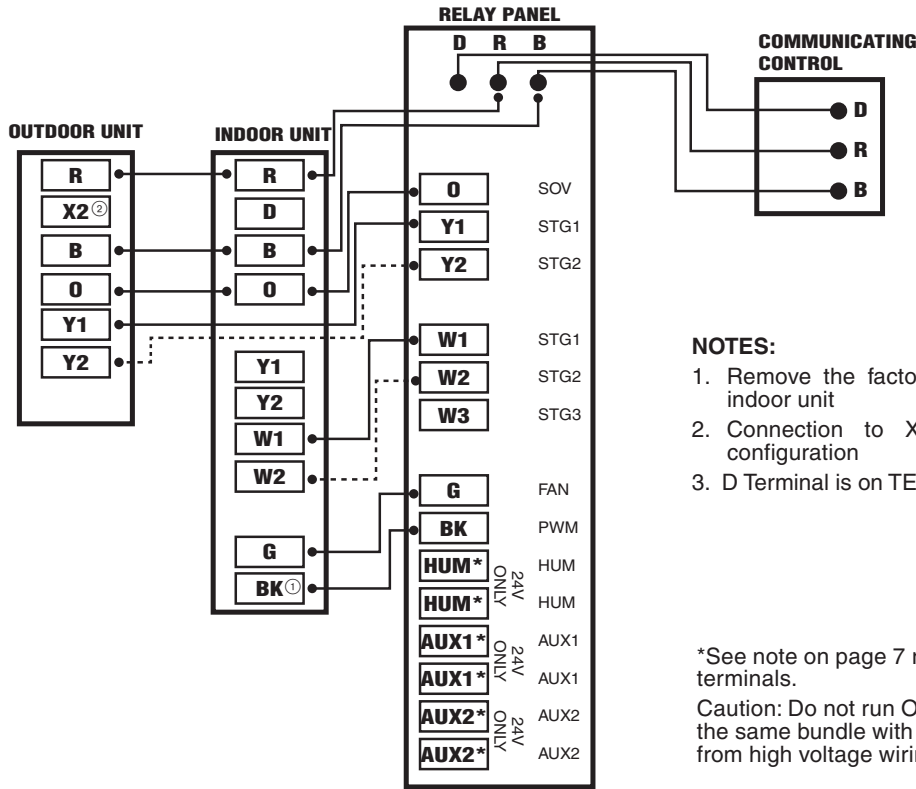 RELAY PANEL
D R B
COMMUNICATING
CONTROL
D
R
B
OUTDOOR UNIT
R
X2②
B
O
Y1
Y2
INDOOR UNIT
R
D
B
O
Y1
Y2
W1
W2
G
BK①
O SOV
Y1 STG1
Y2 STG2
W1 STG1
W2 STG2
W3 STG3
G FAN
BK PWM
HUM* HUM
HUM* HUM
24V
ONLY
AUX1* AUX1
AUX1* AUX1
24V
ONLY
AUX2* AUX2
AUX2* AUX2
24V
ONLY
NOTES:
1. Remove the facto
indoor unit
2. Connection to X
configuration
3. D Terminal is on TE
*See note on page 7
terminals.
Caution: Do not run O
the same bundle with
from high voltage wiri